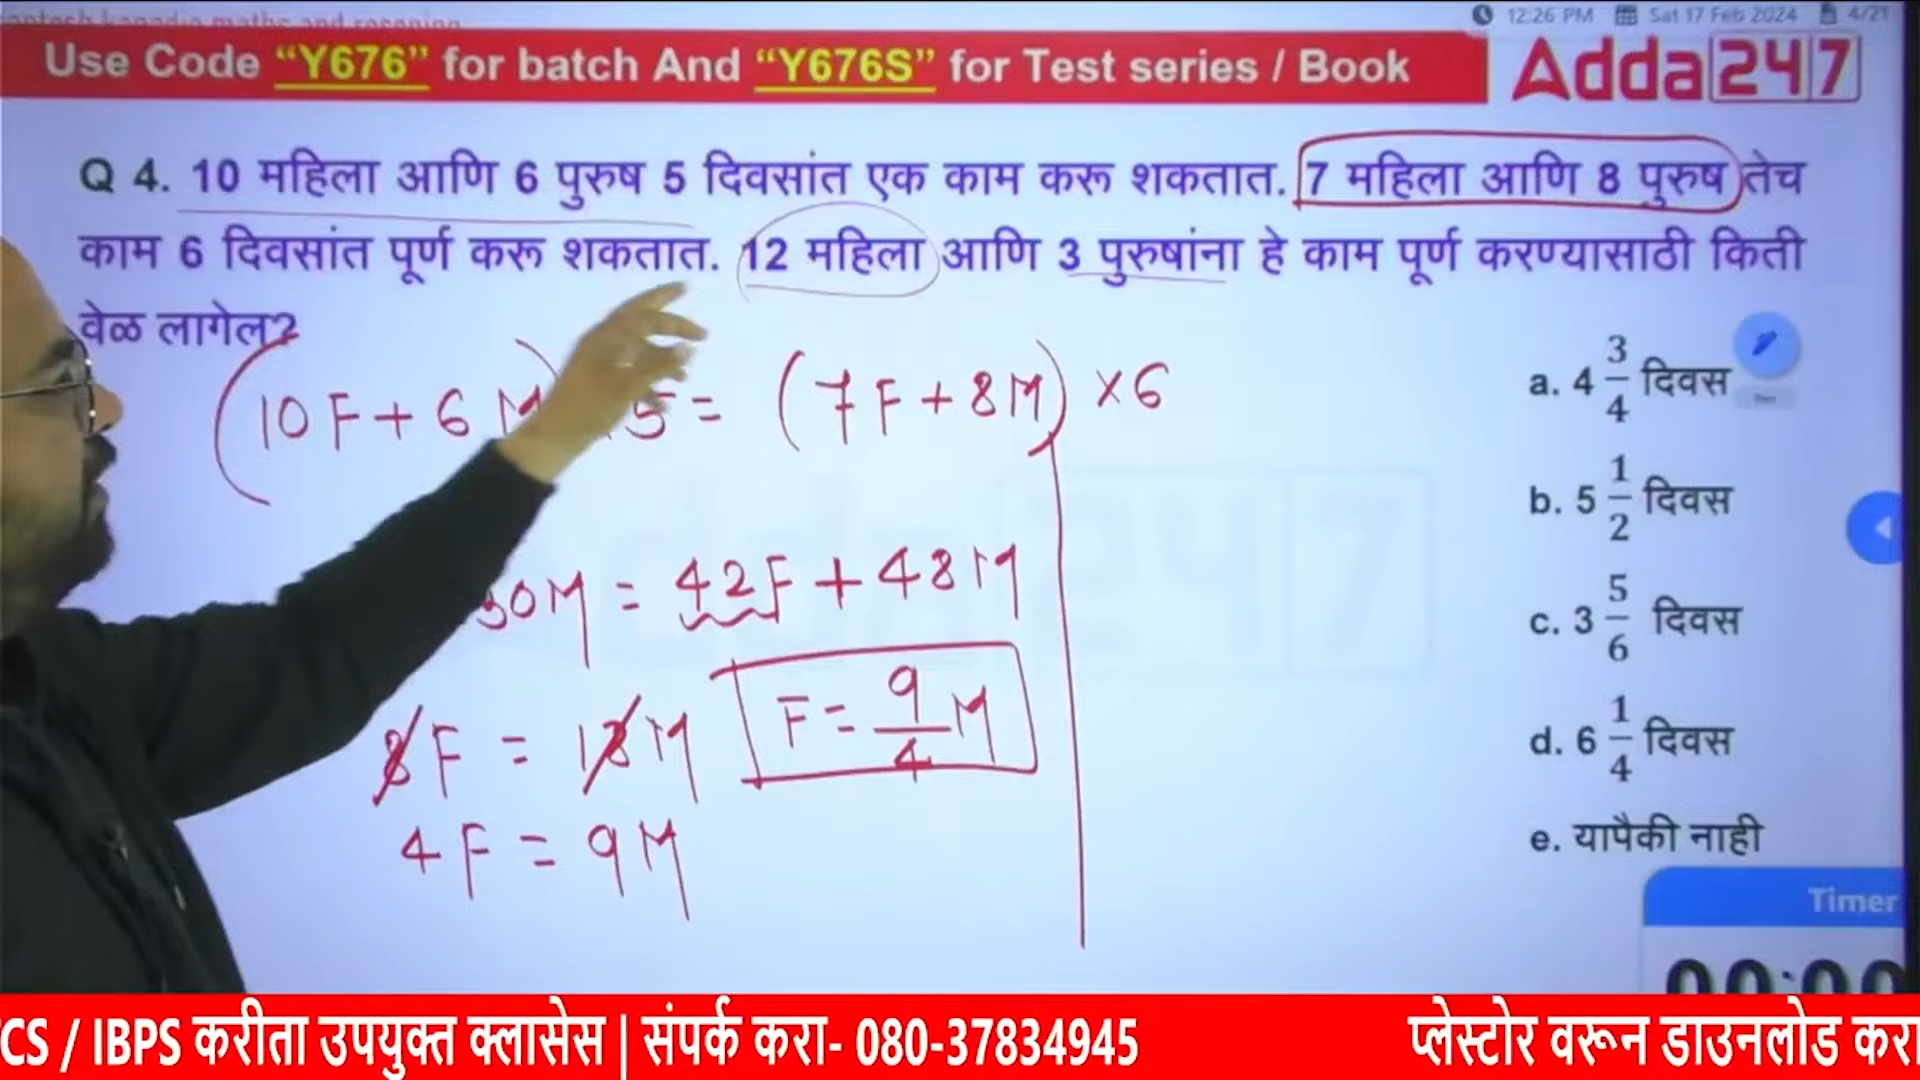 12:26 PM Sat 17 Feb 2024 4/21
Use Code “Y676” for batch And “Y676S” for Test series / Book
Adda247
Q 4. 10 महिला आणि 6 पुरुष 5 दिवसांत एक काम करू शकतात. 7 महिला आणि 8 पुरुष तेच
काम 6 दिवसांत पूर्ण करू शकतात. 12 महिला आणि 3 पुरुषांना हे काम पूर्ण करण्यासाठी किती
वेळ लागेल?
(10F + 6M) 5 = (7F + 8M) × 6
30M = 42F + 48M
8F = 18M
F = 9/4 M
4F = 9M
a. 4 3/4 दिवस
b. 5 1/2 दिवस
c. 3 5/6 दिवस
d. 6 1/4 दिवस
e. यापैकी नाही
Timer
00:00
CS / IBPS करीता उपयुक्त क्लासेस | संपर्क करा- 080-37834945 प्लेस्टोर वरून डाउनलोड करा